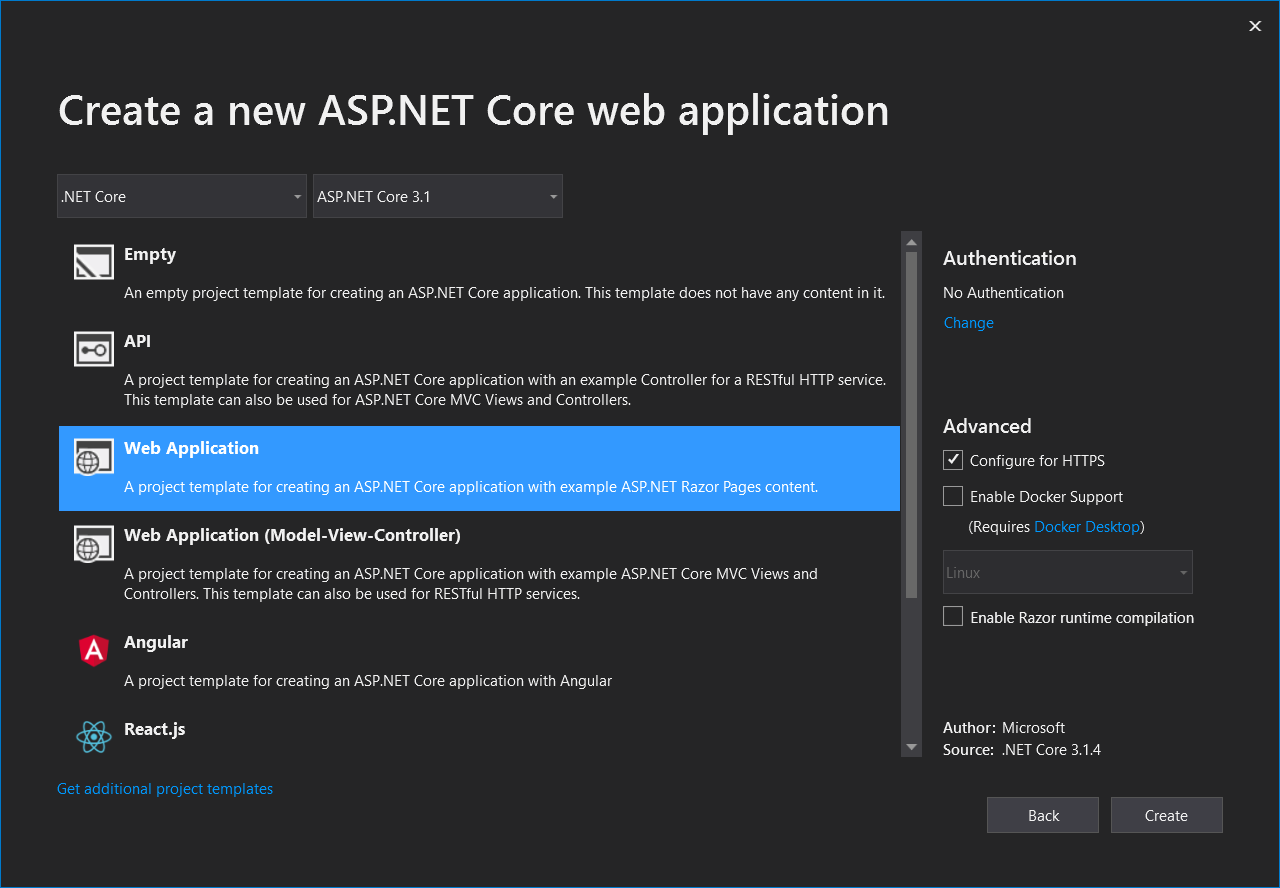 Create a new ASP.NET Core web application
.NET Core
ASP.NET Core 3.1
Empty
An empty project template for creating an ASP.NET Core application. This template does not have any content in it.
API
A project template for creating an ASP.NET Core application with an example Controller for a RESTful HTTP service.
This template can also be used for ASP.NET Core MVC Views and Controllers.
Web Application
A project template for creating an ASP.NET Core application with example ASP.NET Razor Pages content.
Web Application (Model-View-Controller)
A project template for creating an ASP.NET Core application with example ASP.NET Core MVC Views and
Controllers. This template can also be used for RESTful HTTP services.
Angular
A project template for creating an ASP.NET Core application with Angular
React.js
Get additional project templates
Authentication
No Authentication
Change
Advanced
Configure for HTTPS
Enable Docker Support
(Requires Docker Desktop)
Linux
Enable Razor runtime compilation
Author: Microsoft
Source: .NET Core 3.1.4
Back
Create